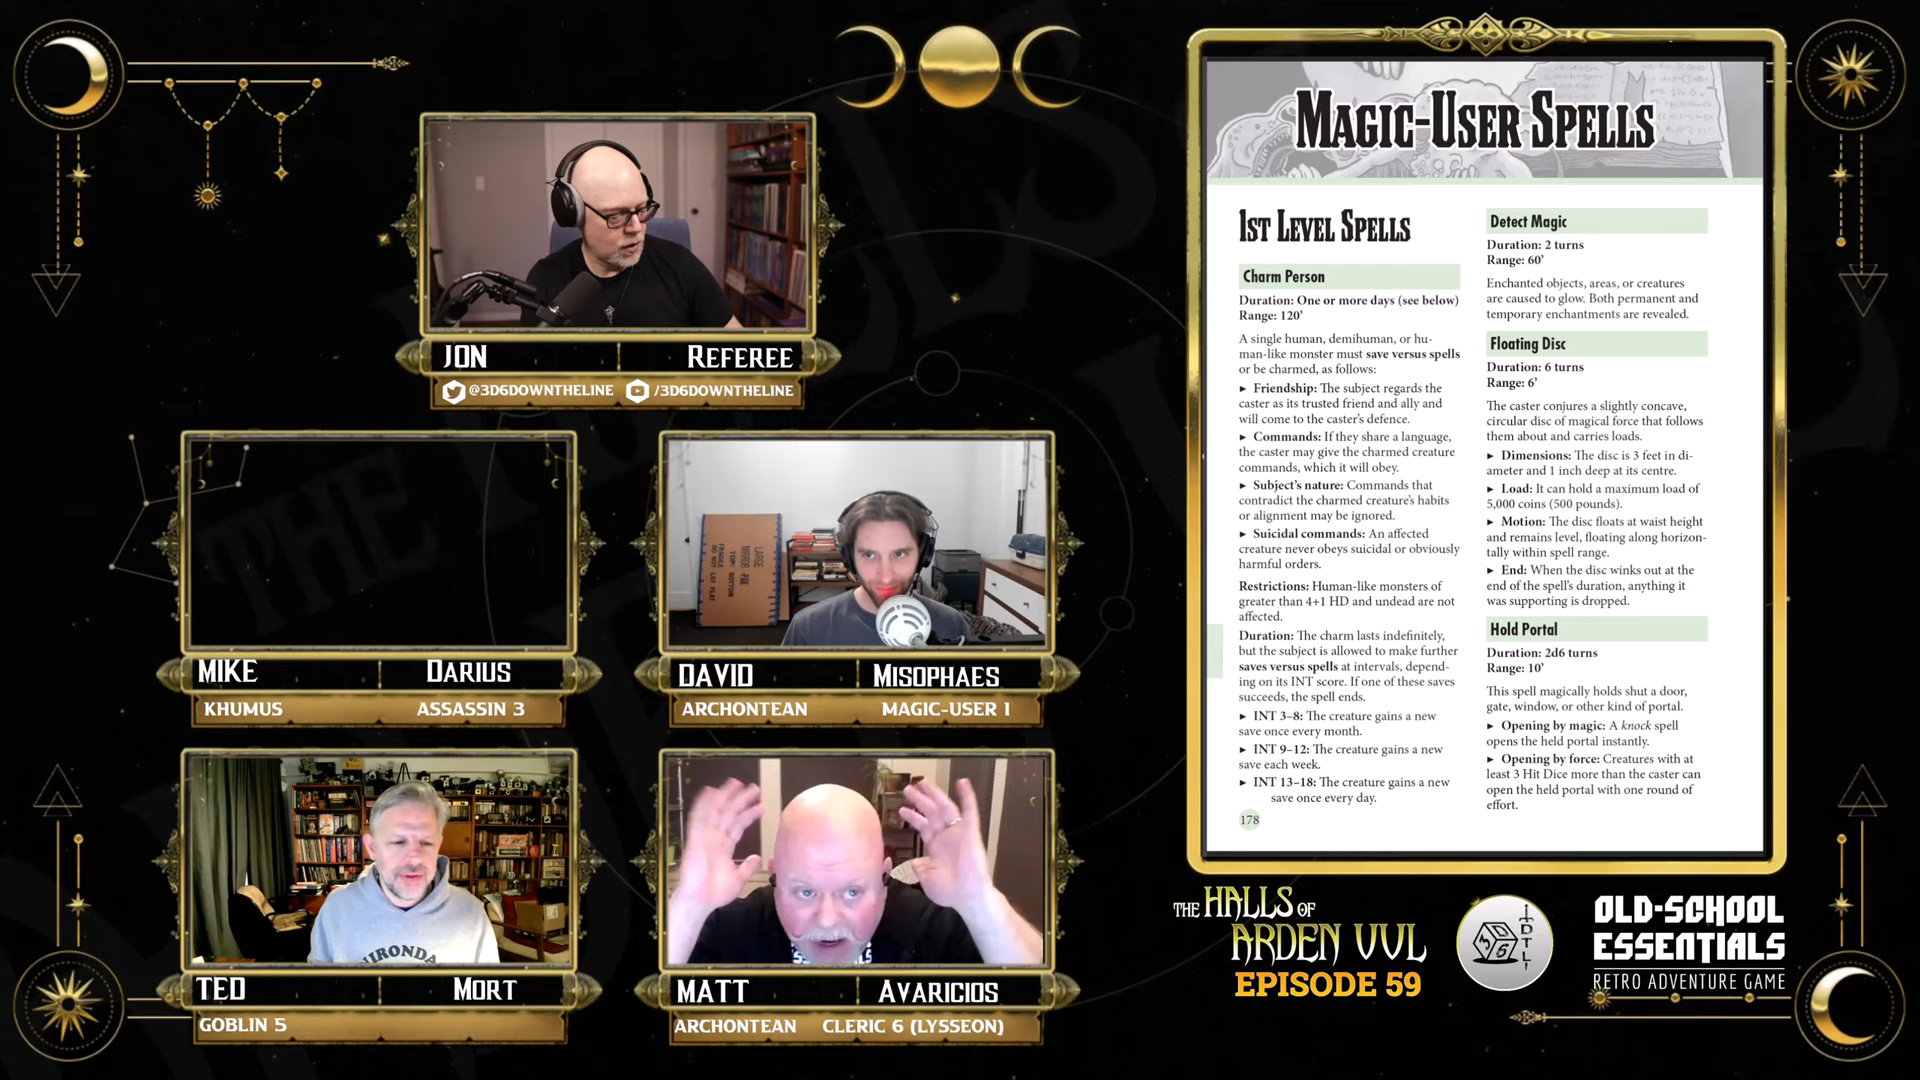 JON REFEREE
@3D6DOWNTHELINE /3D6DOWNTHELINE
MIKE DARIUS
KHUMUS ASSASSIN 3
LARGE
MIRROR-PAK
TOP/BOTTOM
FRAGILE
DO NOT LAY FLAT
DAVID MISOPHAES
ARCHONTEAN MAGIC-USER 1
IRONDA
TED MORT
GOBLIN 5
MATT AVARICIOS
ARCHONTEAN CLERIC 6 (LYSSEON)
MAGIC-USER SPELLS
1ST LEVEL SPELLS
Charm Person
Duration: One or more days (see below)
Range: 120'
A single human, demihuman, or hu-
man-like monster must save versus spells
or be charmed, as follows:
► Friendship: The subject regards the
caster as its trusted friend and ally and
will come to the caster's defence.
► Commands: If they share a language,
the caster may give the charmed creature
commands, which it will obey.
► Subject's nature: Commands that
contradict the charmed creature's habits
or alignment may be ignored.
► Suicidal commands: An affected
creature never obeys suicidal or obviously
harmful orders.
Restrictions: Human-like monsters of
greater than 4+1 HD and undead are not
affected.
Duration: The charm lasts indefinitely,
but the subject is allowed to make further
saves versus spells at intervals, depend-
ing on its INT score. If one of these saves
succeeds, the spell ends.
► INT 3–8: The creature gains a new
save once every month.
► INT 9–12: The creature gains a new
save each week.
► INT 13–18: The creature gains a new
save once every day.
178
Detect Magic
Duration: 2 turns
Range: 60'
Enchanted objects, areas, or creatures
are caused to glow. Both permanent and
temporary enchantments are revealed.
Floating Disc
Duration: 6 turns
Range: 6'
The caster conjures a slightly concave,
circular disc of magical force that follows
them about and carries loads.
► Dimensions: The disc is 3 feet in di-
ameter and 1 inch deep at its centre.
► Load: It can hold a maximum load of
5,000 coins (500 pounds).
► Motion: The disc floats at waist height
and remains level, floating along horizon-
tally within spell range.
► End: When the disc winks out at the
end of the spell's duration, anything it
was supporting is dropped.
Hold Portal
Duration: 2d6 turns
Range: 10'
This spell magically holds shut a door,
gate, window, or other kind of portal.
► Opening by magic: A knock spell
opens the held portal instantly.
► Opening by force: Creatures with at
least 3 Hit Dice more than the caster can
open the held portal with one round of
effort.
THE HALLS OF
ARDEN VUL
EPISODE 59
3D6
DTL
OLD-SCHOOL
ESSENTIALS
RETRO ADVENTURE GAME